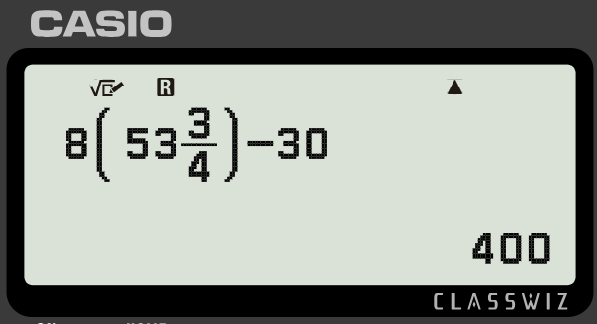 CASIO
√ R ▲
8(53 3/4)-30
400
CLASSWIZ